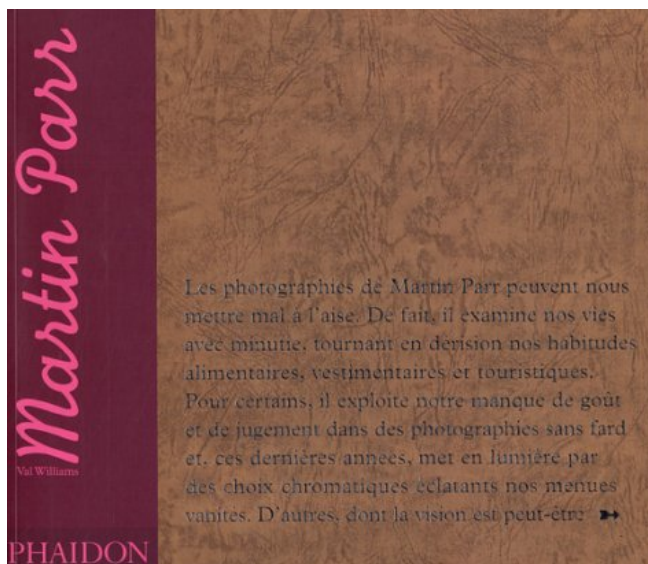 Martin Parr
Val Williams
PHAIDON
Les photographies de Martin Parr peuvent nous
mettre mal à l'aise. De fait, il examine nos vies
avec minutie, tournant en dérision nos habitudes
alimentaires, vestimentaires et touristiques.
Pour certains, il exploite notre manque de goût
et de jugement dans des photographies sans fard
et, ces dernières années, met en lumière par
des choix chromatiques éclatants nos menues
vanités. D'autres, dont la vision est peut-être